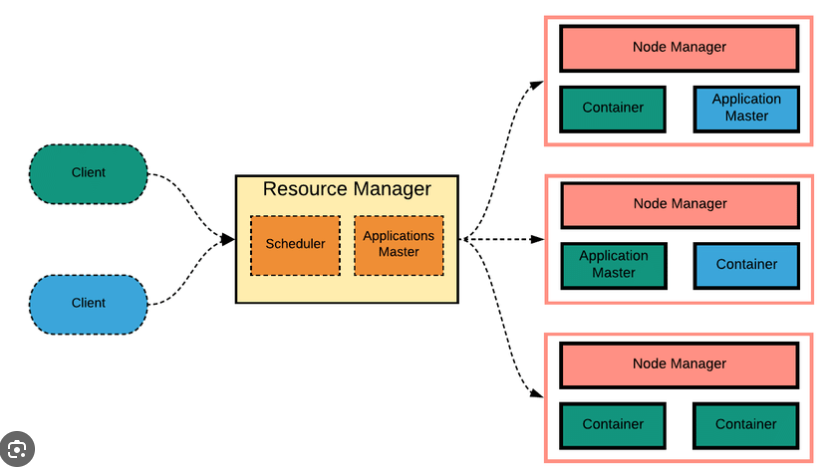 Client
Client
Resource Manager
Scheduler
Applications
Master
Node Manager
Container
Application
Master
Node Manager
Application
Master
Container
Node Manager
Container
Container